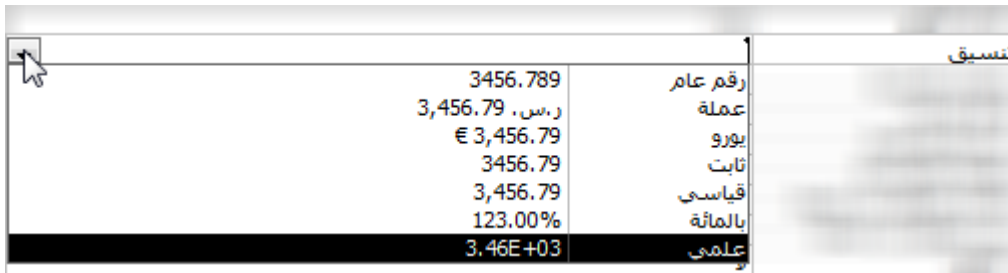 تنسيق
رقم عام 3456.789
عملة ر.س. 3,456.79
يورو € 3,456.79
ثابت 3456.79
قياسي 3,456.79
بالمائة 123.00%
علمي 3.46E+03